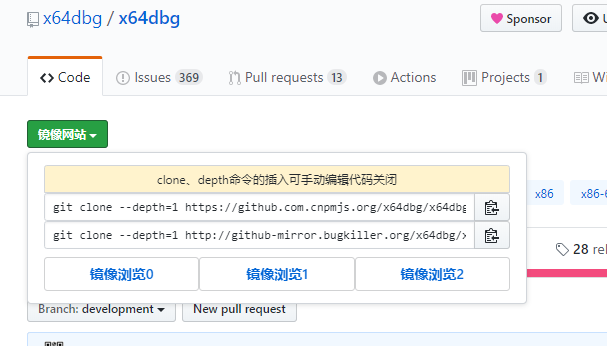 x64dbg / x64dbg
Sponsor
Code
Issues 369
Pull requests 13
Actions
Projects 1
镜像网站
clone、depth命令的插入可手动编辑代码关闭
git clone --depth=1 https://github.com.cnpmjs.org/x64dbg/x64dbg
git clone --depth=1 http://github-mirror.bugkiller.org/x64dbg/x
镜像浏览0
镜像浏览1
镜像浏览2
x86
28
Branch: development
New pull request